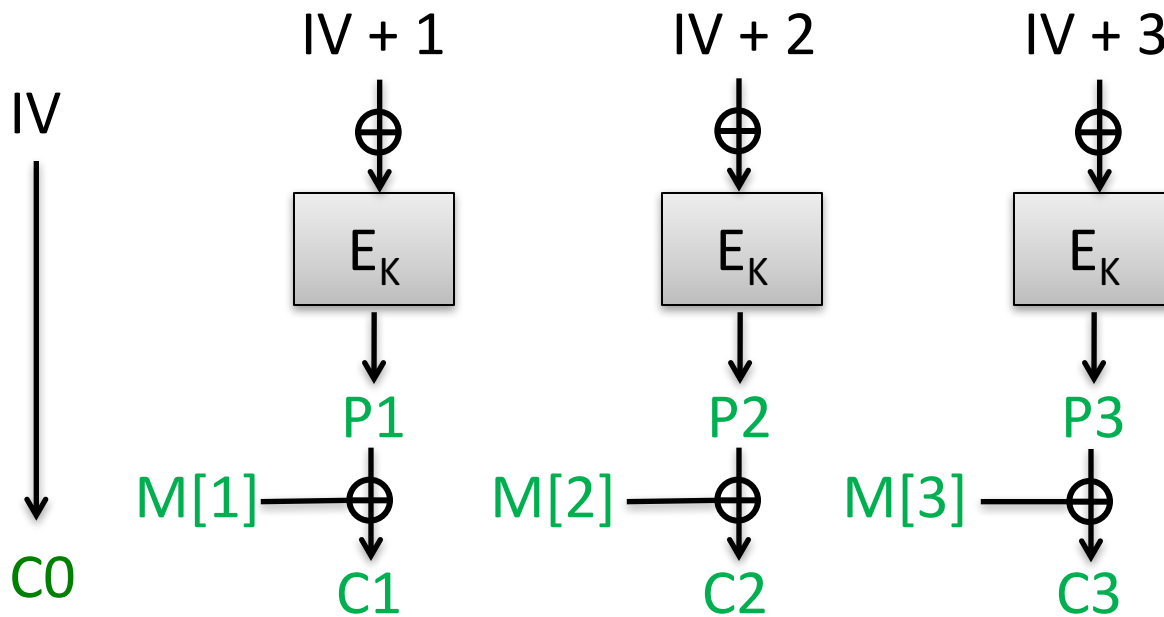 IV + 1 IV + 2 IV + 3
IV
E_K E_K E_K
P1 P2 P3
M[1] M[2] M[3]
C0 C1 C2 C3